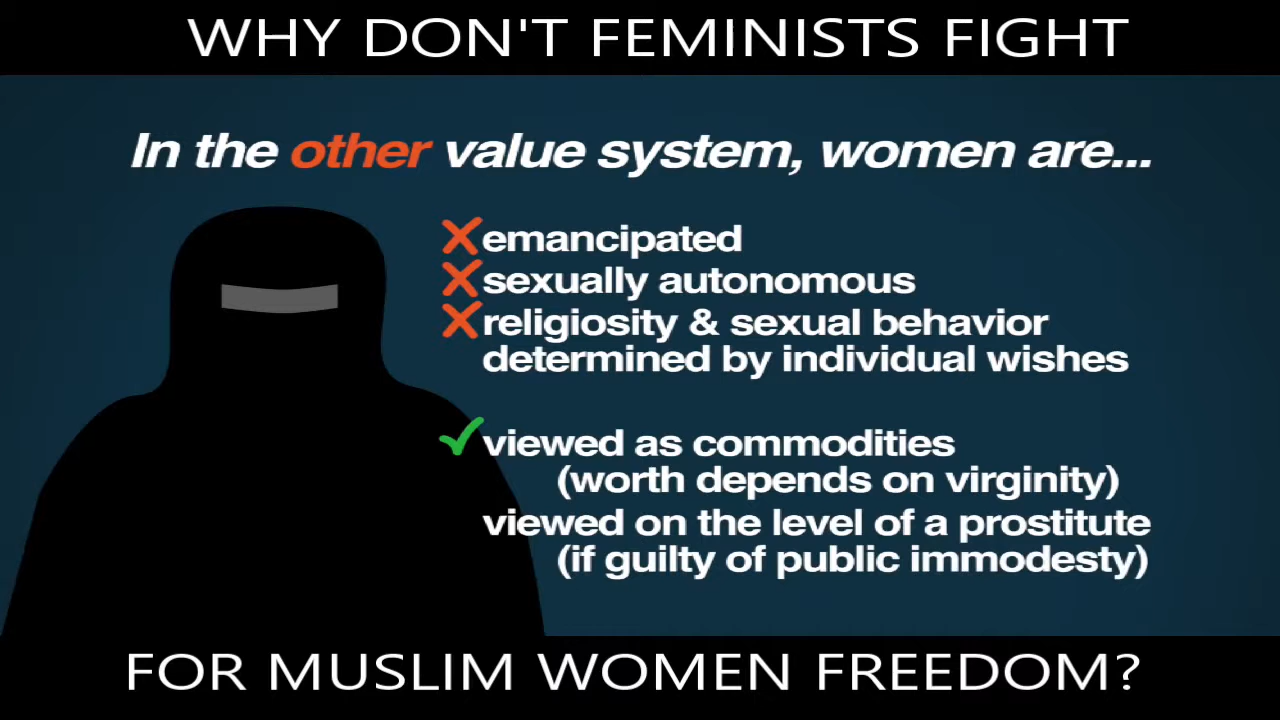 WHY DON'T FEMINISTS FIGHT
In the other value system, women are...
emancipated
sexually autonomous
religiosity & sexual behavior
determined by individual wishes
viewed as commodities
(worth depends on virginity)
viewed on the level of a prostitute
(if guilty of public immodesty)
FOR MUSLIM WOMEN FREEDOM?